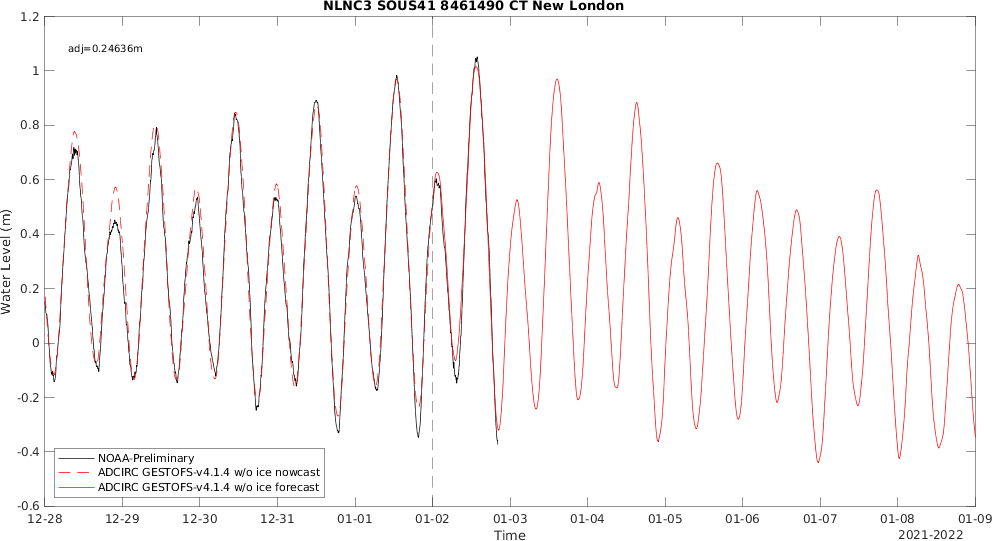 NLNC3 SOUS41 8461490 CT New London
adj=0.24636m
1.2
1
0.8
0.6
0.4
0.2
0
-0.2
-0.4
-0.6
Water Level (m)
NOAA-Preliminary
ADCIRC GESTOFS-v4.1.4 w/o ice nowcast
ADCIRC GESTOFS-v4.1.4 w/o ice forecast
12-28 12-29 12-30 12-31 01-01 01-02 01-03 01-04 01-05 01-06 01-07 01-08 01-09
Time
2021-2022